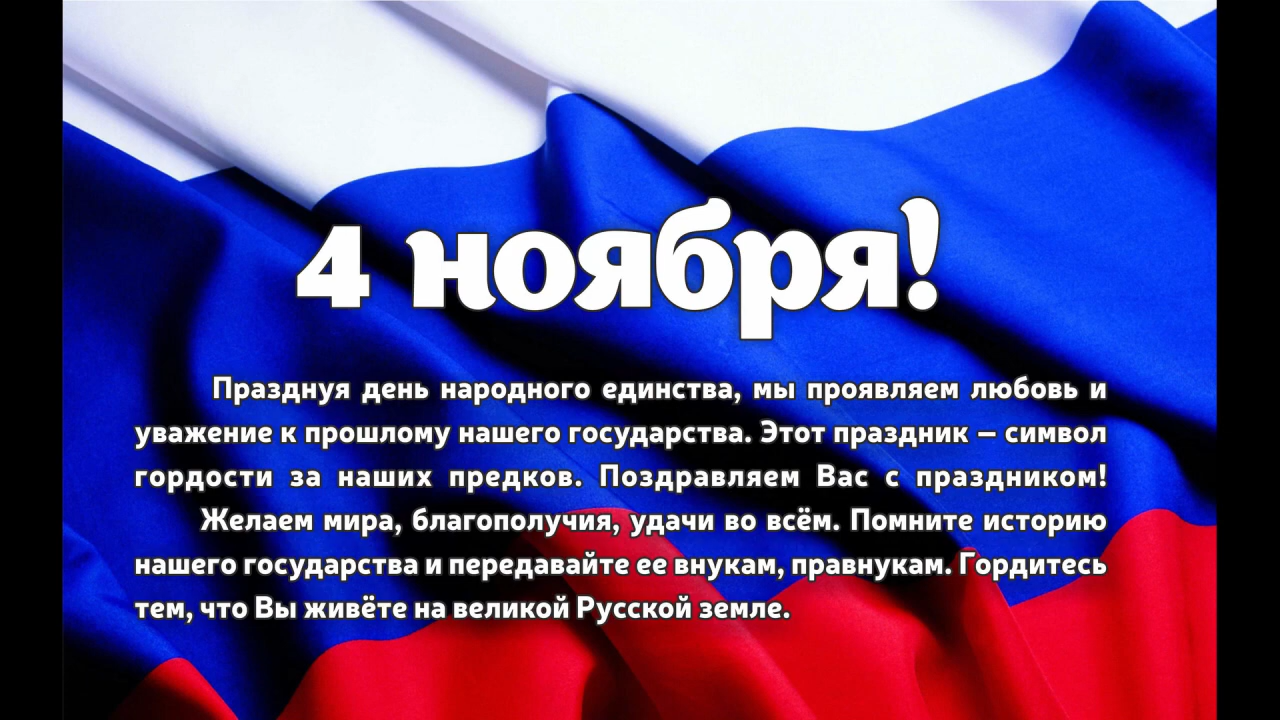 4 ноября!
Празднуя день народного единства, мы проявляем любовь и
уважение к прошлому нашего государства. Этот праздник – символ
гордости за наших предков. Поздравляем Вас с праздником!
Желаем мира, благополучия, удачи во всём. Помните историю
нашего государства и передавайте ее внукам, правнукам. Гордитесь
тем, что Вы живёте на великой Русской земле.